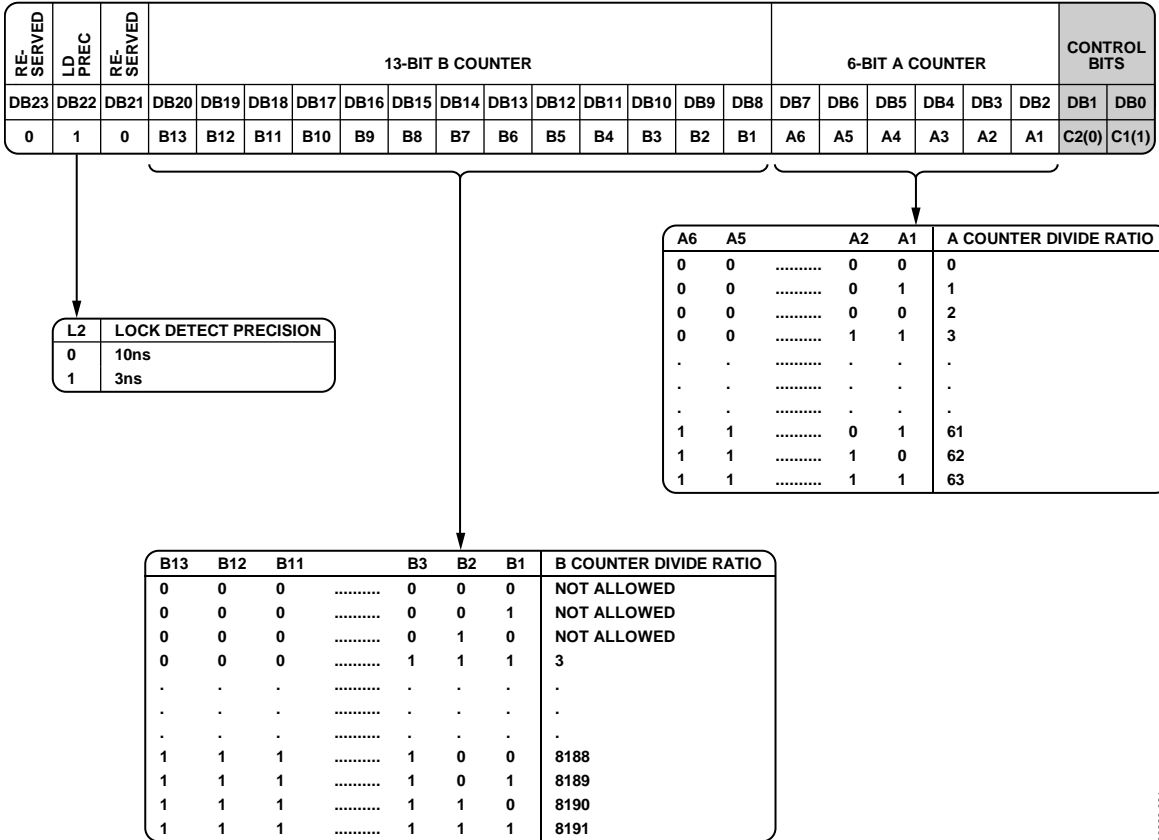 RE-
SERVED
LD
PREC
RE-
SERVED
13-BIT B COUNTER
6-BIT A COUNTER
CONTROL
BITS
DB23 DB22 DB21 DB20 DB19 DB18 DB17 DB16 DB15 DB14 DB13 DB12 DB11 DB10 DB9 DB8 DB7 DB6 DB5 DB4 DB3 DB2 DB1 DB0
0 1 0 B13 B12 B11 B10 B9 B8 B7 B6 B5 B4 B3 B2 B1 A6 A5 A4 A3 A2 A1 C2(0) C1(1)
A6 A5 A2 A1 A COUNTER DIVIDE RATIO
0 0 .......... 0 0 0
0 0 .......... 0 1 1
0 0 .......... 0 0 2
0 0 .......... 1 1 3
. . .......... . . .
. . .......... . . .
. . .......... . . .
1 1 .......... 0 1 61
1 1 .......... 1 0 62
1 1 .......... 1 1 63
L2 LOCK DETECT PRECISION
0 10ns
1 3ns
B13 B12 B11 B3 B2 B1 B COUNTER DIVIDE RATIO
0 0 0 .......... 0 0 0 NOT ALLOWED
0 0 0 .......... 0 0 1 NOT ALLOWED
0 0 0 .......... 0 1 0 NOT ALLOWED
0 0 0 .......... 1 1 1 3
. . . .......... . . . .
. . . .......... . . . .
. . . .......... . . . .
1 1 1 .......... 1 0 0 8188
1 1 1 .......... 1 0 1 8189
1 1 1 .......... 1 1 0 8190
1 1 1 .......... 1 1 1 8191